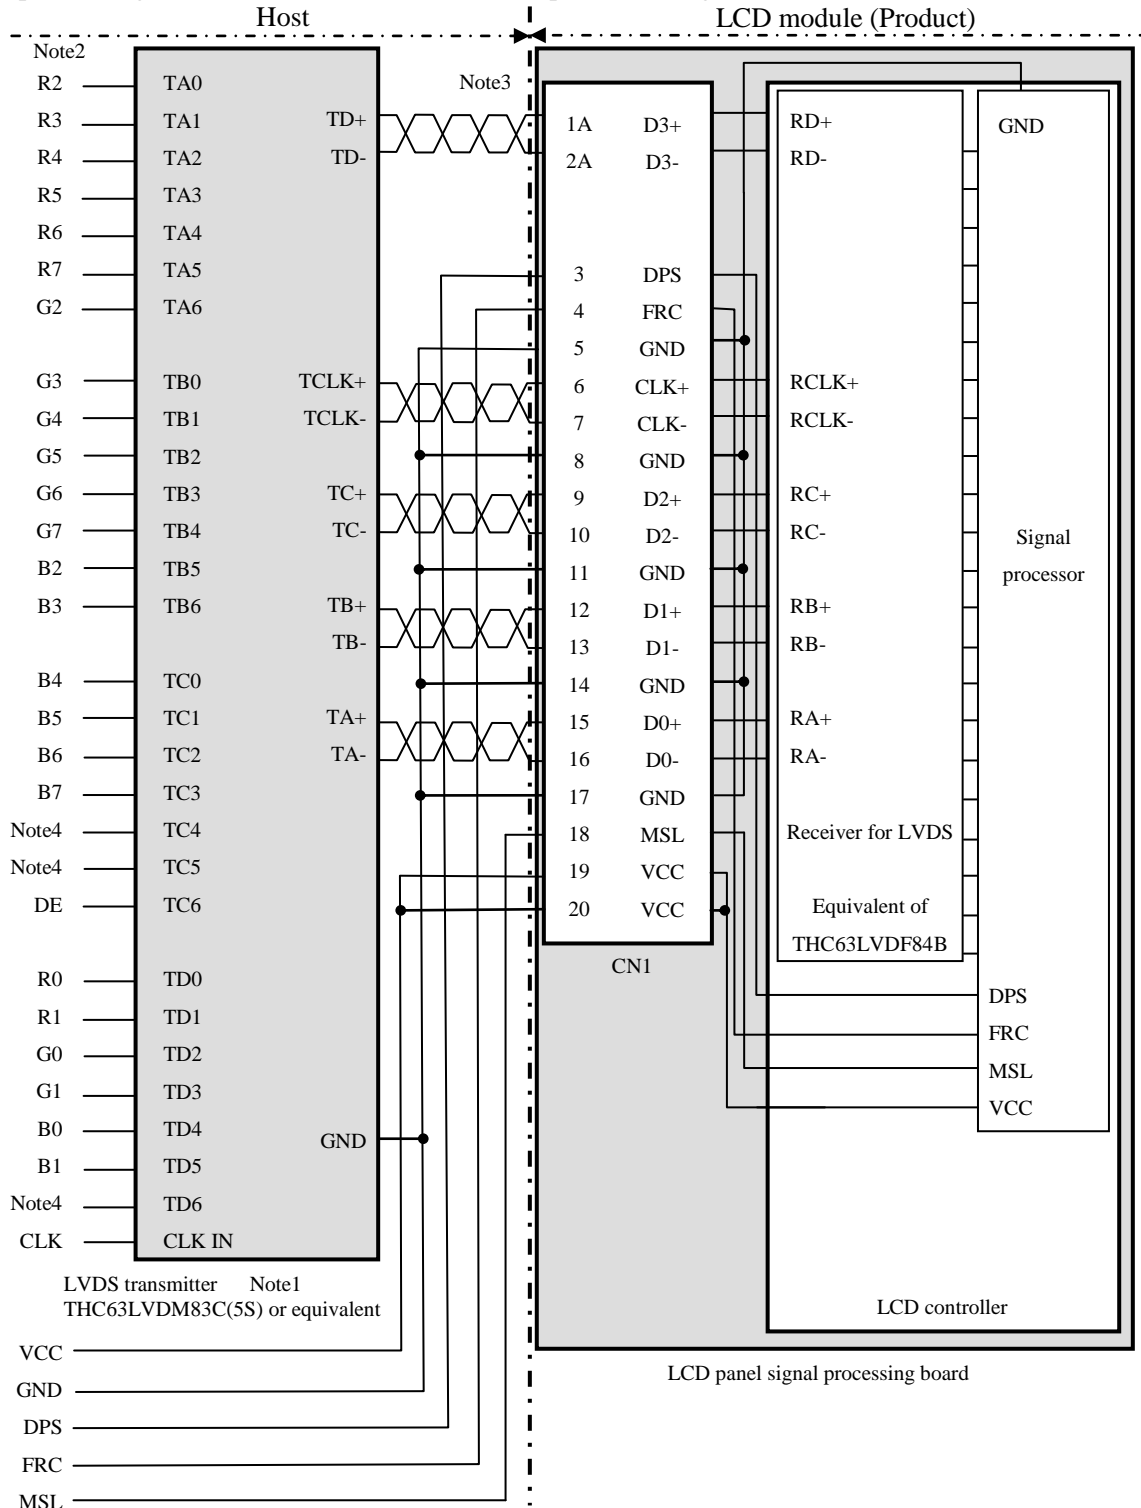 Host
LCD module (Product)
Note2
Note3
R2 TA0
R3 TA1 TD+
R4 TA2 TD-
R5 TA3
R6 TA4
R7 TA5
G2 TA6
G3 TB0 TCLK+
G4 TB1 TCLK-
G5 TB2
G6 TB3 TC+
G7 TB4 TC-
B2 TB5
B3 TB6 TB+
TB-
B4 TC0
B5 TC1 TA+
B6 TC2 TA-
B7 TC3
Note4 TC4
Note4 TC5
DE TC6
R0 TD0
R1 TD1
G0 TD2
G1 TD3
B0 TD4
GND
B1 TD5
Note4 TD6
CLK CLK IN
LVDS transmitter Note1
THC63LVDM83C(5S) or equivalent
VCC
GND
DPS
FRC
MSL
1A D3+
2A D3-
3 DPS
4 FRC
5 GND
6 CLK+
7 CLK-
8 GND
9 D2+
10 D2-
11 GND
12 D1+
13 D1-
14 GND
15 D0+
16 D0-
17 GND
18 MSL
19 VCC
20 VCC
CN1
RD+
RD-
RCLK+
RCLK-
RC+
RC-
RB+
RB-
RA+
RA-
Receiver for LVDS
Equivalent of
THC63LVDF84B
GND
Signal
processor
DPS
FRC
MSL
VCC
LCD controller
LCD panel signal processing board